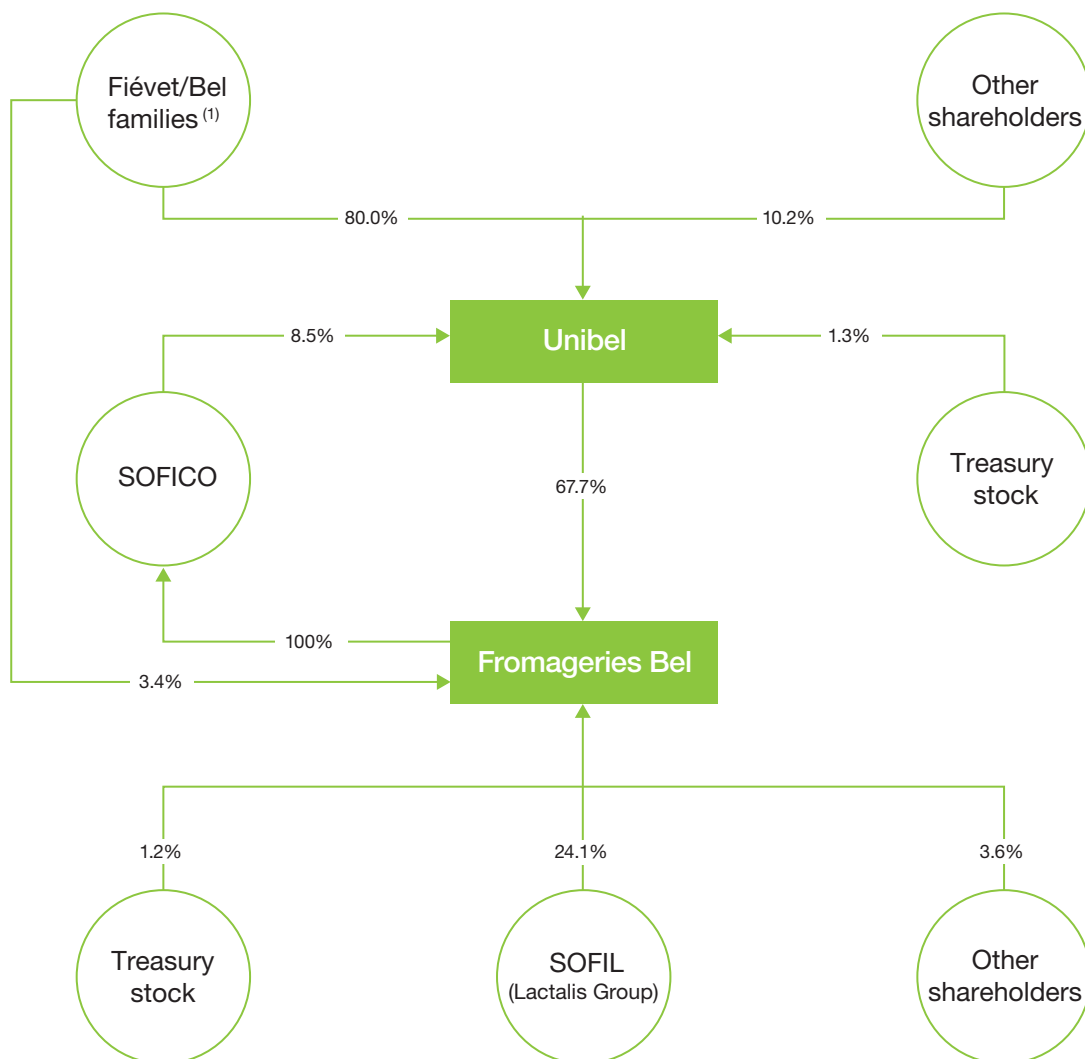 Fiévet/Bel
families (1)
Other
shareholders
80.0%
10.2%
8.5%
Unibel
1.3%
SOFICO
67.7%
Treasury
stock
100%
Fromageries Bel
3.4%
1.2%
24.1%
3.6%
Treasury
stock
SOFIL
(Lactalis Group)
Other
shareholders